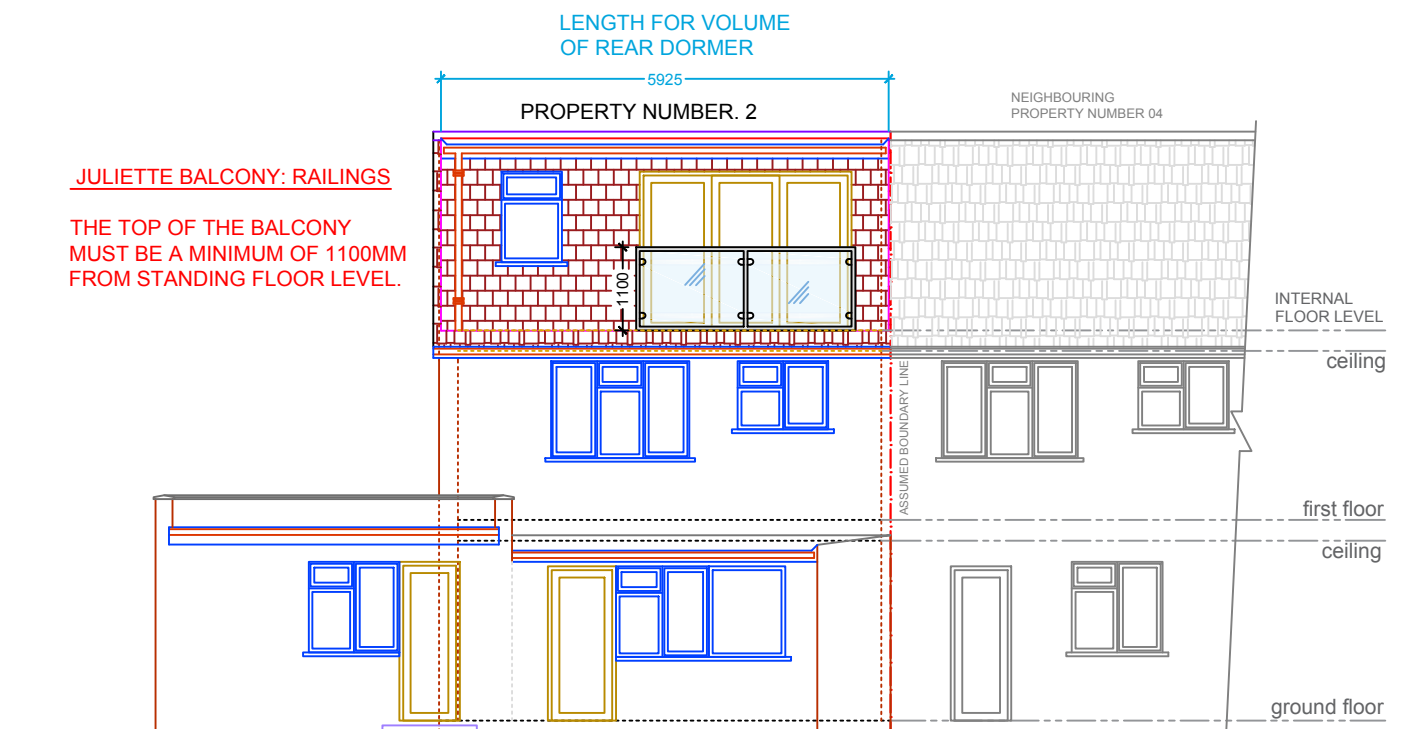 LENGTH FOR VOLUME
OF REAR DORMER
5925
PROPERTY NUMBER. 2
NEIGHBOURING
PROPERTY NUMBER 04
JULIETTE BALCONY: RAILINGS
THE TOP OF THE BALCONY
MUST BE A MINIMUM OF 1100MM
FROM STANDING FLOOR LEVEL.
1100
INTERNAL
FLOOR LEVEL
ceiling
ASSUMED BOUNDARY LINE
first floor
ceiling
ground floor